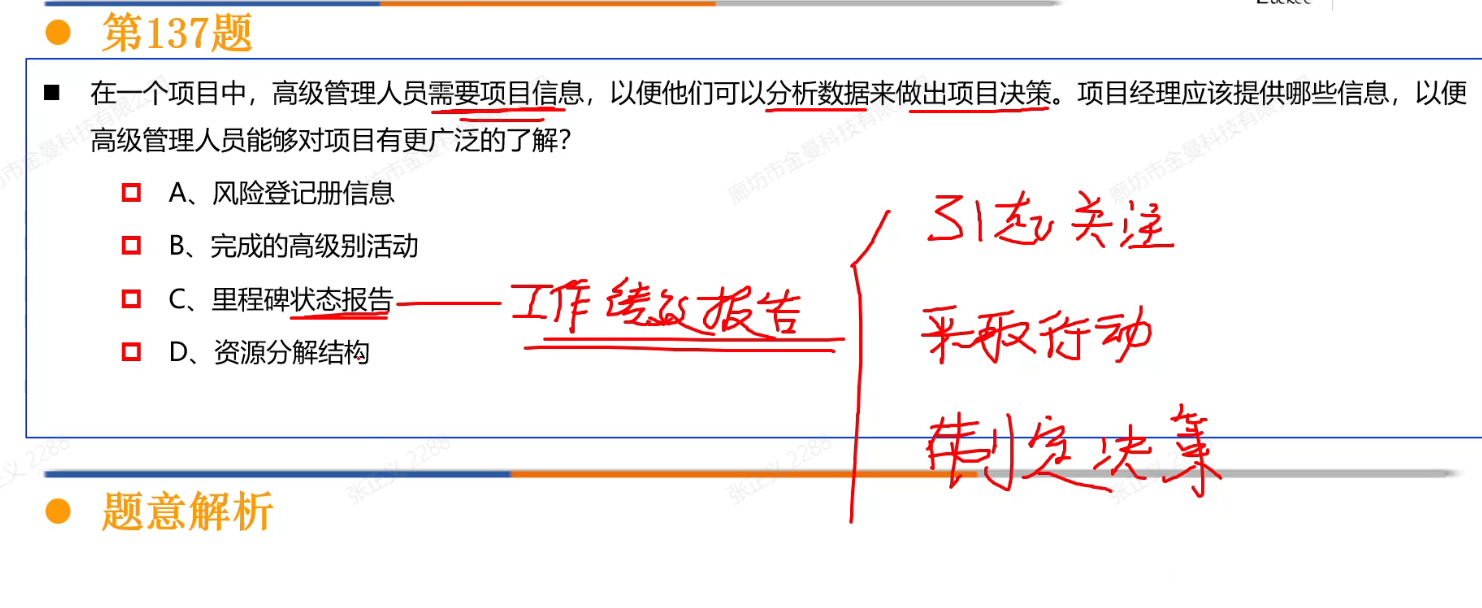 第137题
在一个项目中，高级管理人员需要项目信息，以便他们可以分析数据来做出项目决策。项目经理应该提供哪些信息，以便
高级管理人员能够对项目有更广泛的了解？
A、风险登记册信息
B、完成的高级别活动
C、里程碑状态报告
D、资源分解结构
工作绩效报告
引起关注
采取行动
制定决策
题意解析
廊坊市金曼科技有限公司
张正义 2286